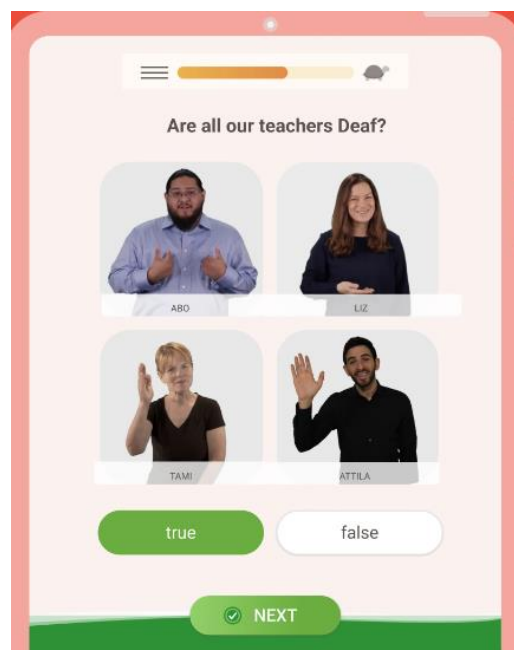 Are all our teachers Deaf?
ABO
LIZ
TAMI
ATTILA
true
false
NEXT